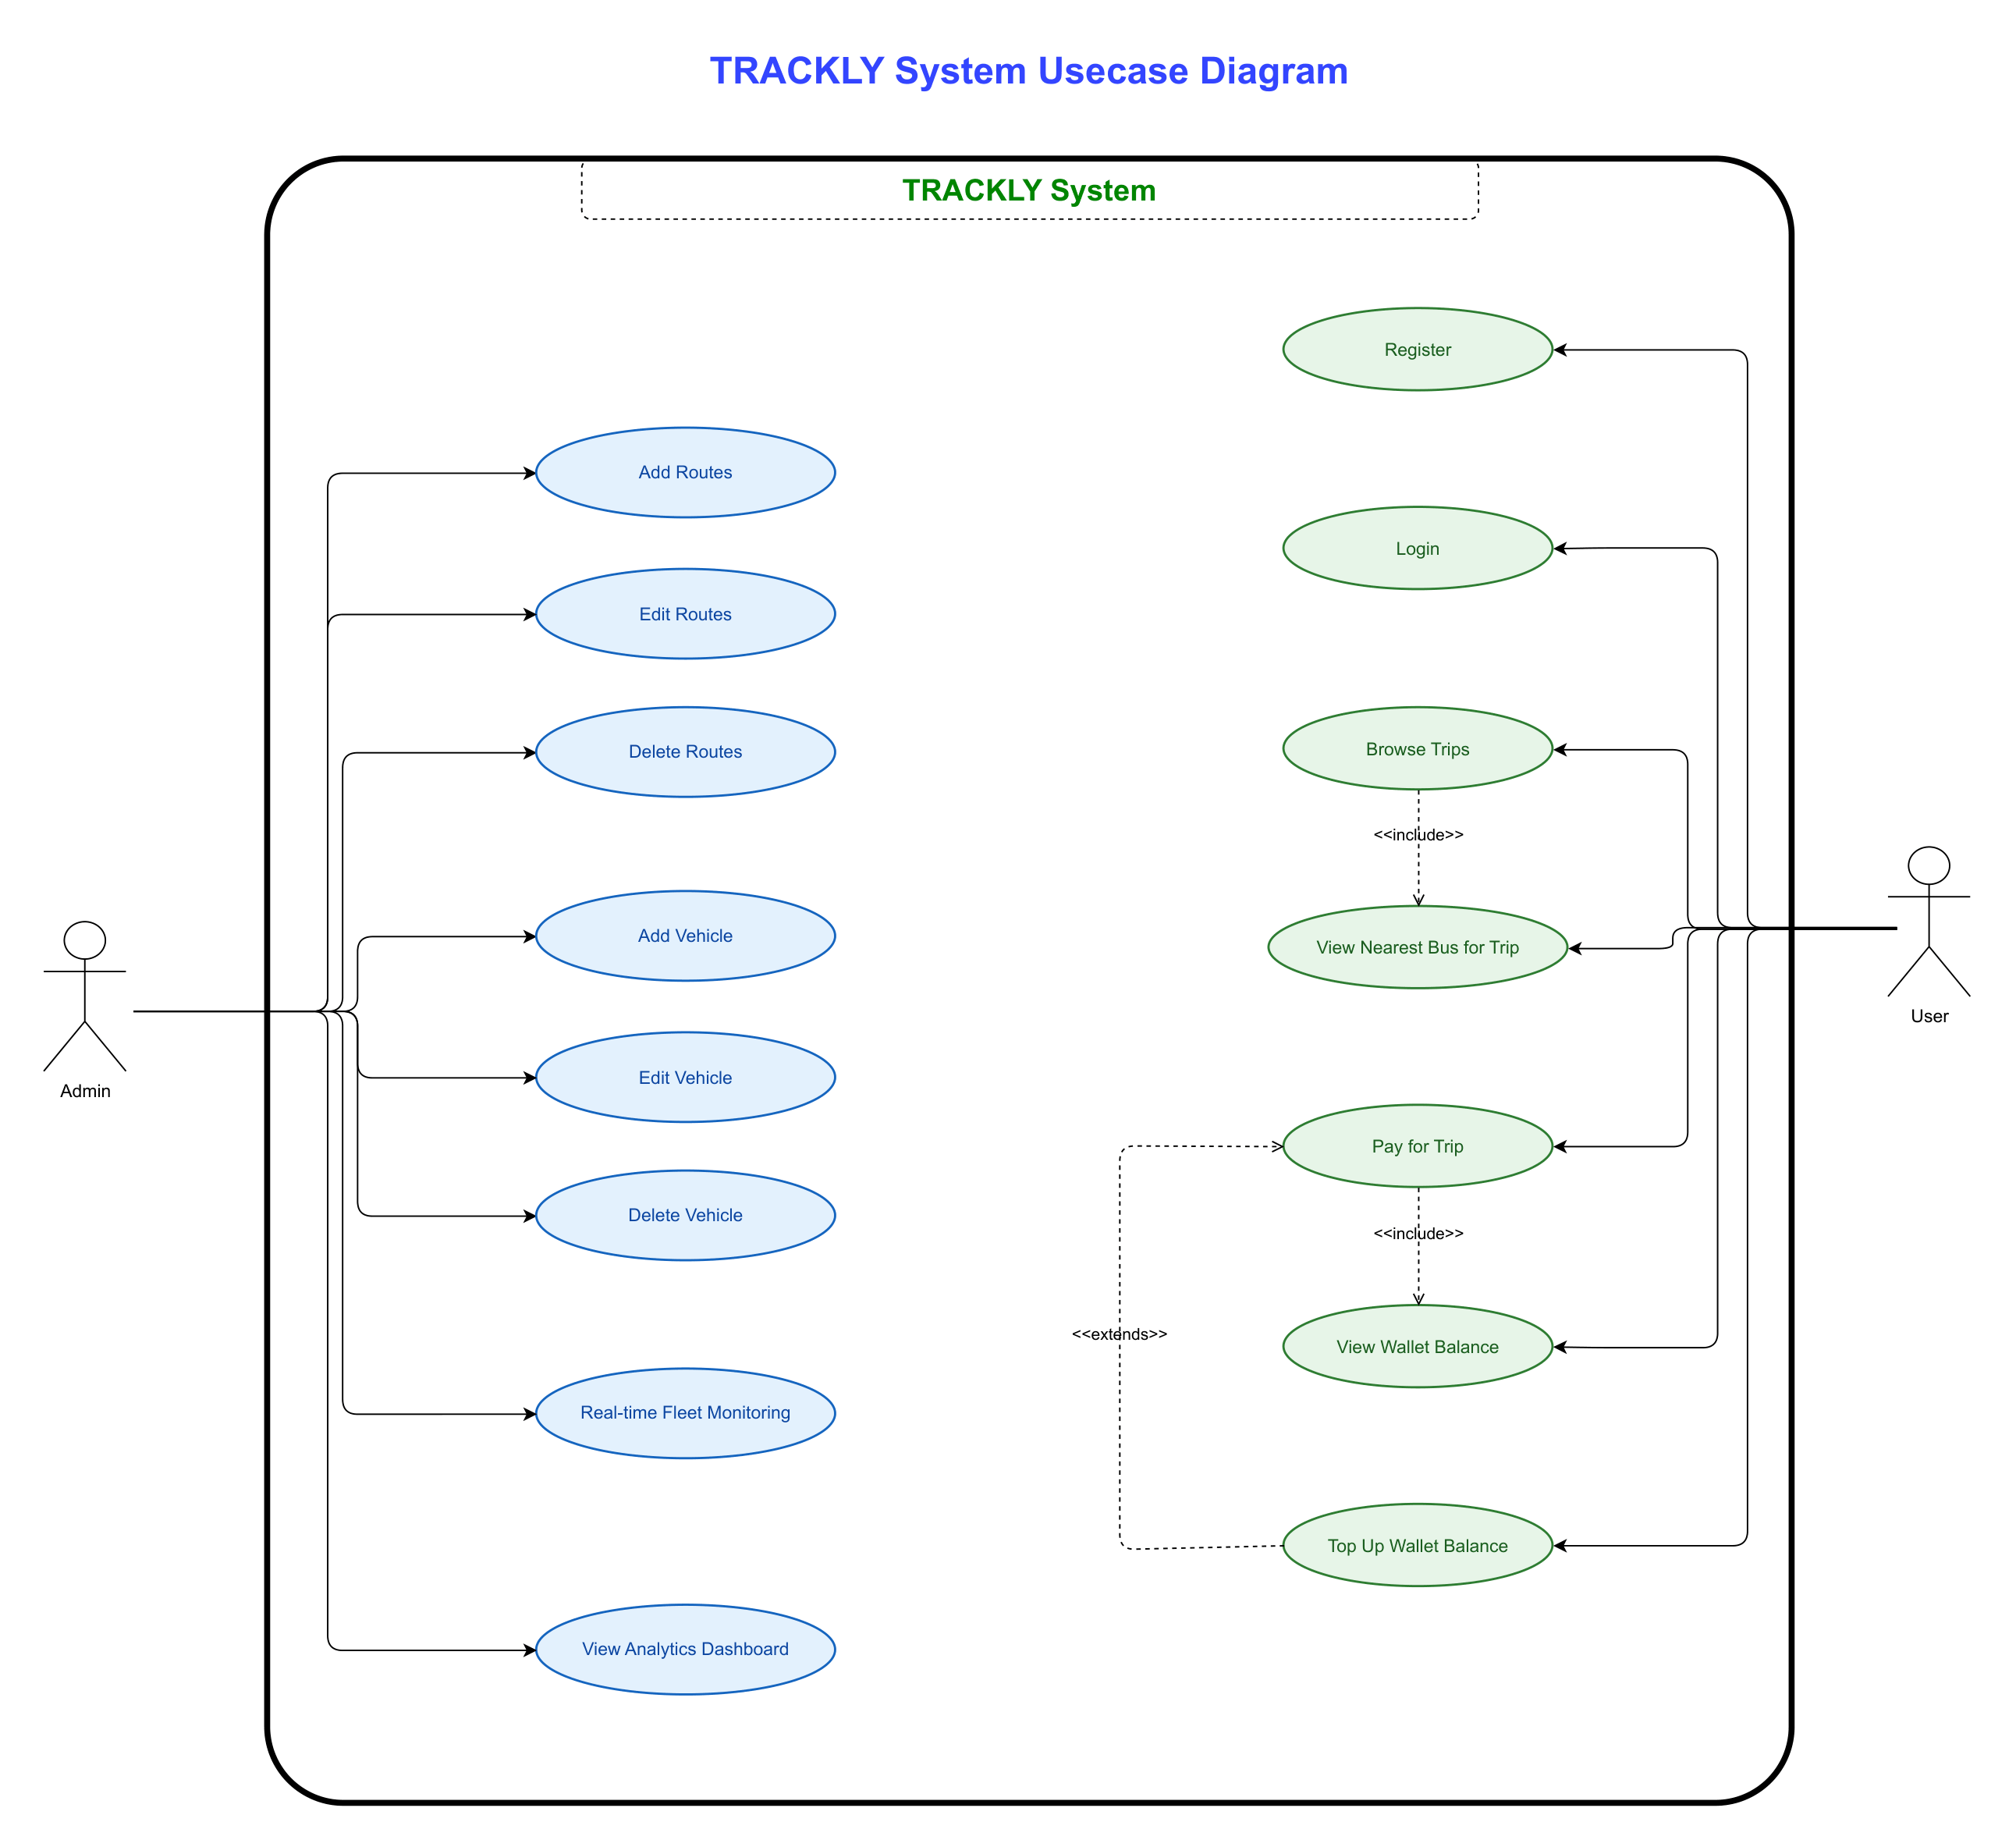 TRACKLY System Usecase Diagram
TRACKLY System
Register
Add Routes
Login
Edit Routes
Delete Routes
Browse Trips
<<include>>
Add Vehicle
View Nearest Bus for Trip
User
Edit Vehicle
Admin
Pay for Trip
Delete Vehicle
<<include>>
<<extends>>
View Wallet Balance
Real-time Fleet Monitoring
Top Up Wallet Balance
View Analytics Dashboard